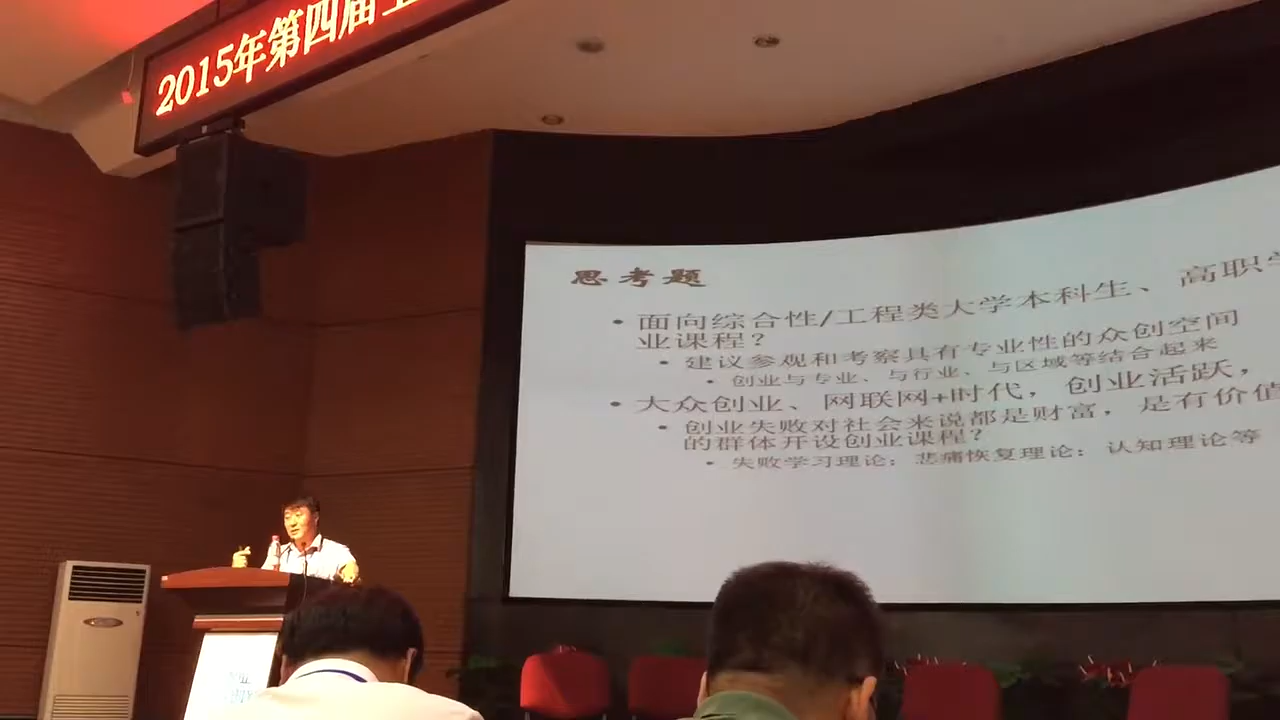 2015年第四届
思考题
• 面向综合性/工程类大学本科生、高职学
业课程？
• 建议参观和考察具有专业性的众创空间
• 创业与专业、与行业、与区域等结合起来
• 大众创业、网联网+时代，创业活跃，
• 创业失败对社会来说都是财富，是有价值
的群体开设创业课程？
• 失败学习理论；悲痛恢复理论；认知理论等